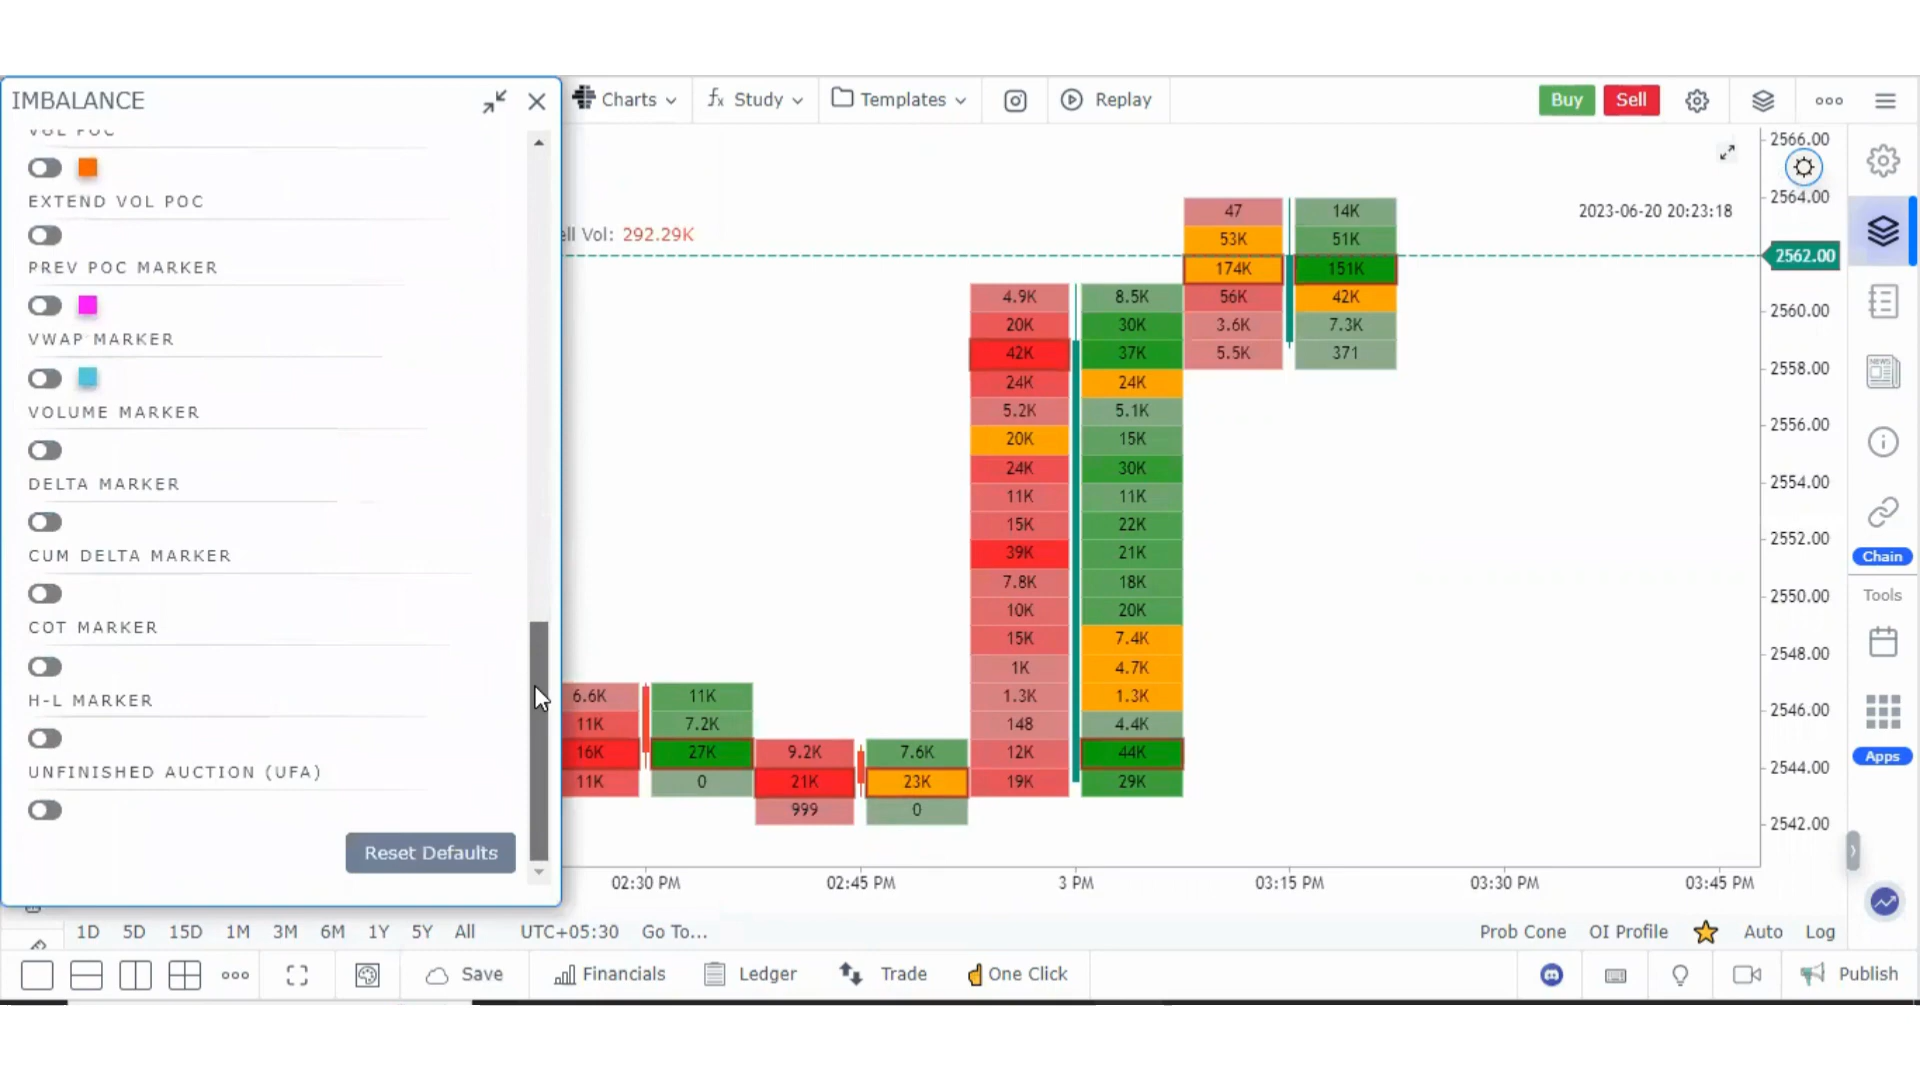 IMBALANCE
Charts
Study
Templates
Replay
Buy
Sell
VOL POC
EXTEND VOL POC
PREV POC MARKER
VWAP MARKER
VOLUME MARKER
DELTA MARKER
CUM DELTA MARKER
COT MARKER
H-L MARKER
UNFINISHED AUCTION (UFA)
Reset Defaults
ell Vol: 292.29K
2023-06-20 20:23:18
6.6K 11K
11K 7.2K
16K 27K
11K 0
9.2K 7.6K
21K 23K
999 0
4.9K 8.5K
20K 30K
42K 37K
24K 24K
5.2K 5.1K
20K 15K
24K 30K
11K 11K
15K 22K
39K 21K
7.8K 18K
10K 20K
15K 7.4K
1K 4.7K
1.3K 1.3K
148 4.4K
12K 44K
19K 29K
47 14K
53K 51K
174K 151K
56K 42K
3.6K 7.3K
5.5K 371
2566.00
2564.00
2562.00
2560.00
2558.00
2556.00
2554.00
2552.00
2550.00
2548.00
2546.00
2544.00
2542.00
NEWS
Chain
Tools
Apps
02:30 PM 02:45 PM 3 PM 03:15 PM 03:30 PM 03:45 PM
1D 5D 15D 1M 3M 6M 1Y 5Y All UTC+05:30 Go To... Prob Cone OI Profile Auto Log
Save Financials Ledger Trade One Click Publish